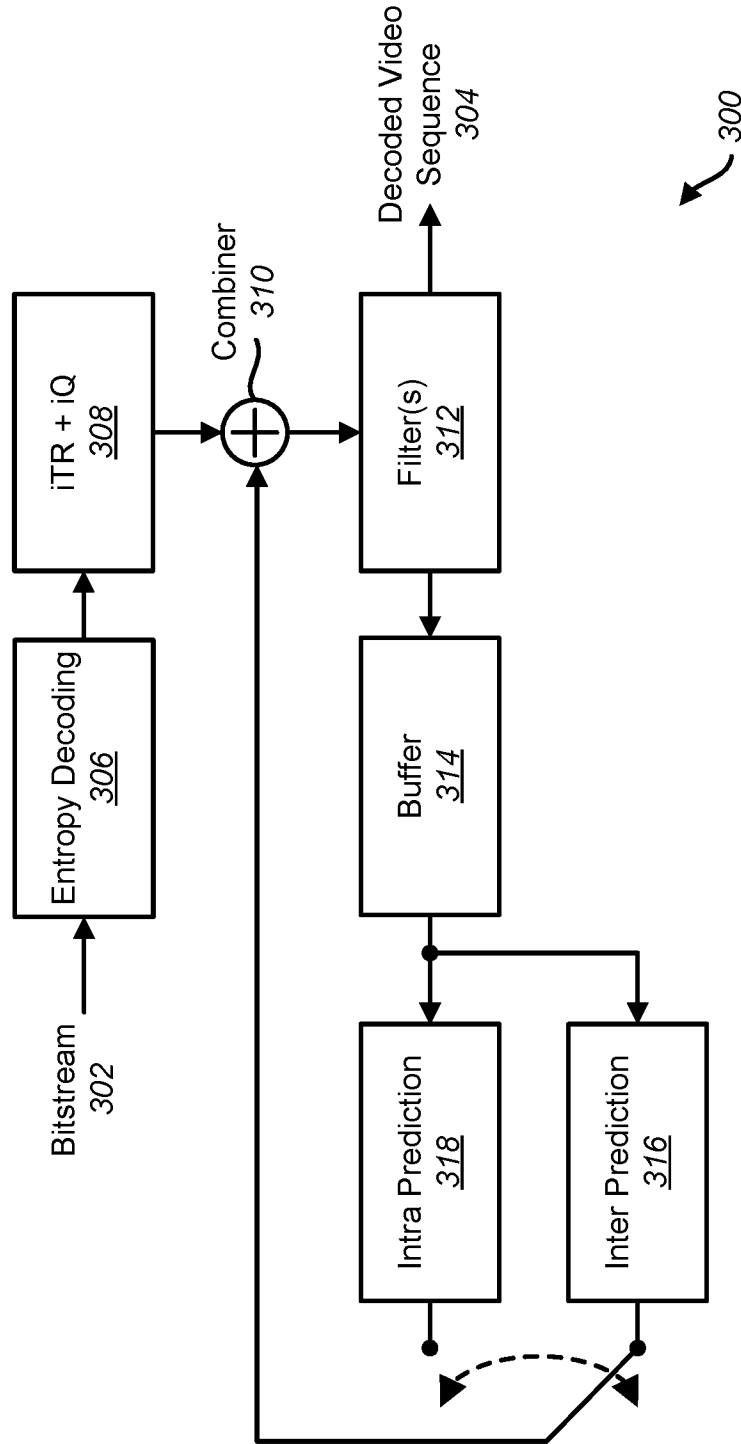 Bitstream
302
Entropy Decoding
306
iTR + iQ
308
Combiner
310
Intra Prediction
318
Buffer
314
Filter(s)
312
Decoded Video
Sequence
304
Inter Prediction
316
300